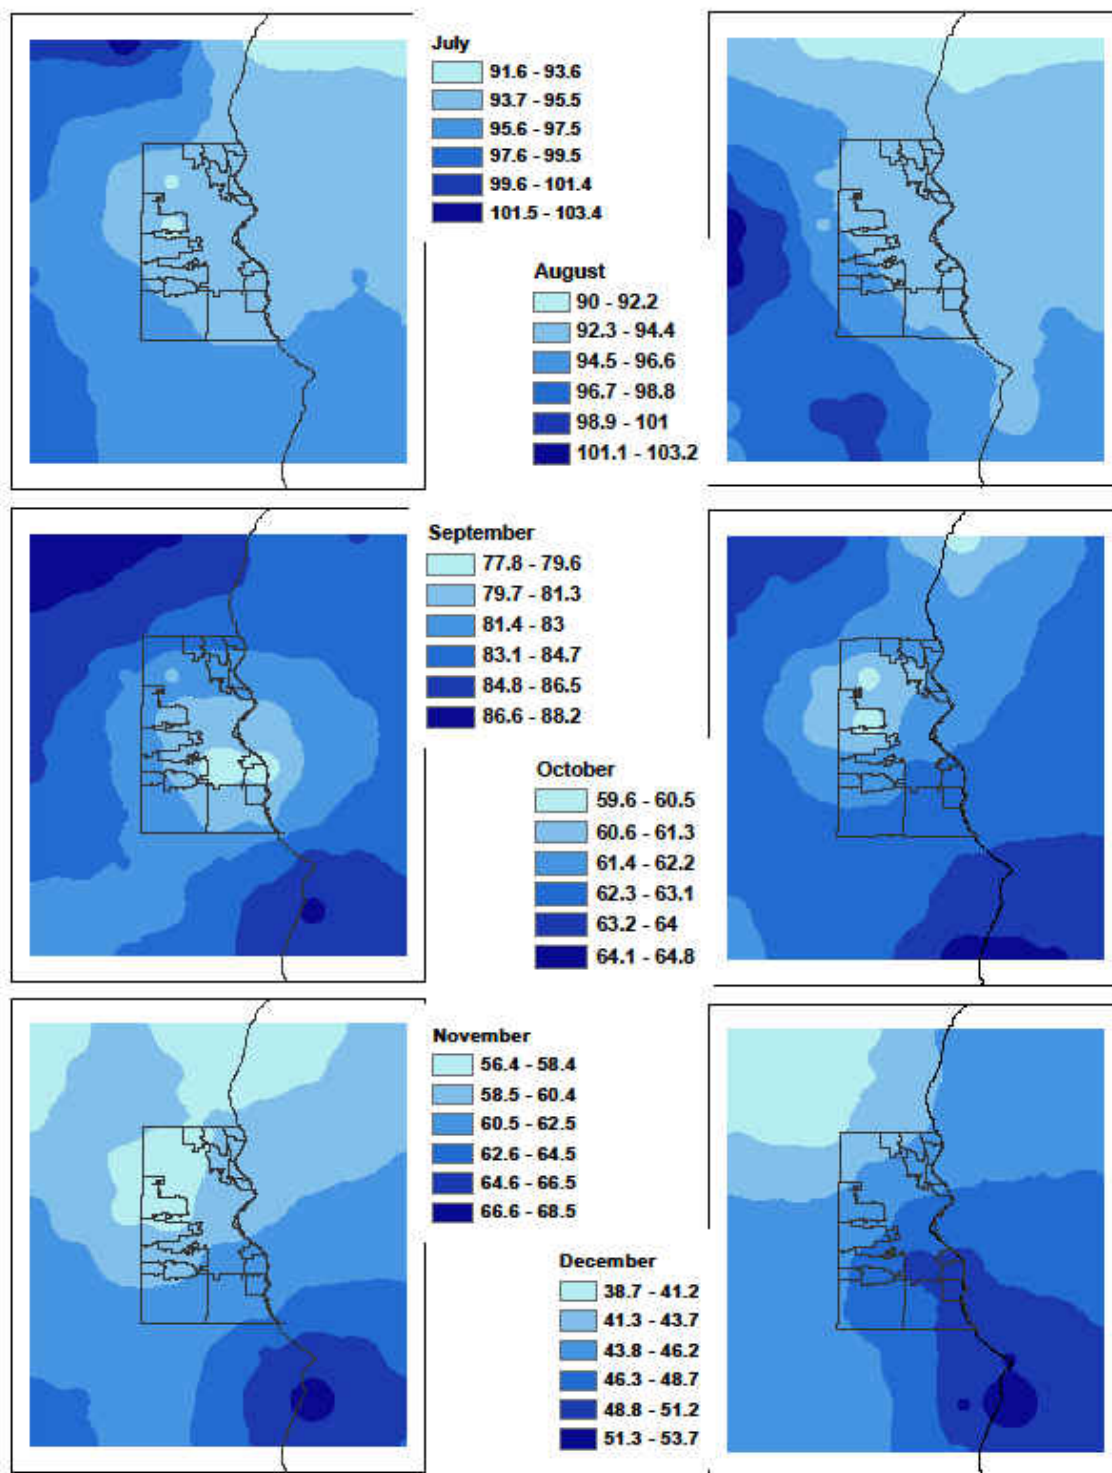 July
91.6 - 93.6
93.7 - 95.5
95.6 - 97.5
97.6 - 99.5
99.6 - 101.4
101.5 - 103.4
August
90 - 92.2
92.3 - 94.4
94.5 - 96.6
96.7 - 98.8
98.9 - 101
101.1 - 103.2
September
77.8 - 79.6
79.7 - 81.3
81.4 - 83
83.1 - 84.7
84.8 - 86.5
86.6 - 88.2
October
59.6 - 60.5
60.6 - 61.3
61.4 - 62.2
62.3 - 63.1
63.2 - 64
64.1 - 64.8
November
56.4 - 58.4
58.5 - 60.4
60.5 - 62.5
62.6 - 64.5
64.6 - 66.5
66.6 - 68.5
December
38.7 - 41.2
41.3 - 43.7
43.8 - 46.2
46.3 - 48.7
48.8 - 51.2
51.3 - 53.7